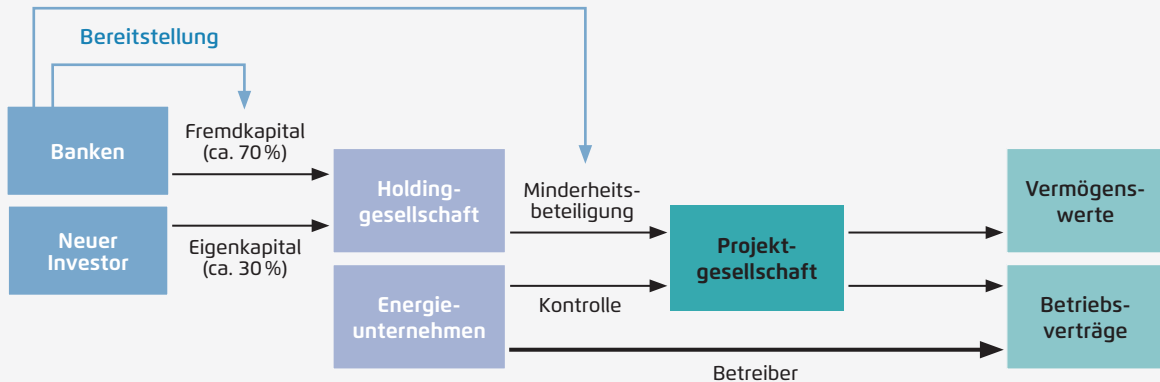 Bereitstellung
Banken
Fremdkapital
(ca. 70 %)
Neuer
Investor
Eigenkapital
(ca. 30 %)
Holding-
gesellschaft
Minderheits-
beteiligung
Energie-
unternehmen
Kontrolle
Projekt-
gesellschaft
Vermögens-
werte
Betriebs-
verträge
Betreiber